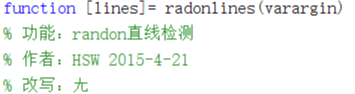 function [lines]= radonlines(varargin)
% 功能：randon直线检测
% 作者：HSW 2015-4-21
% 改写：尢